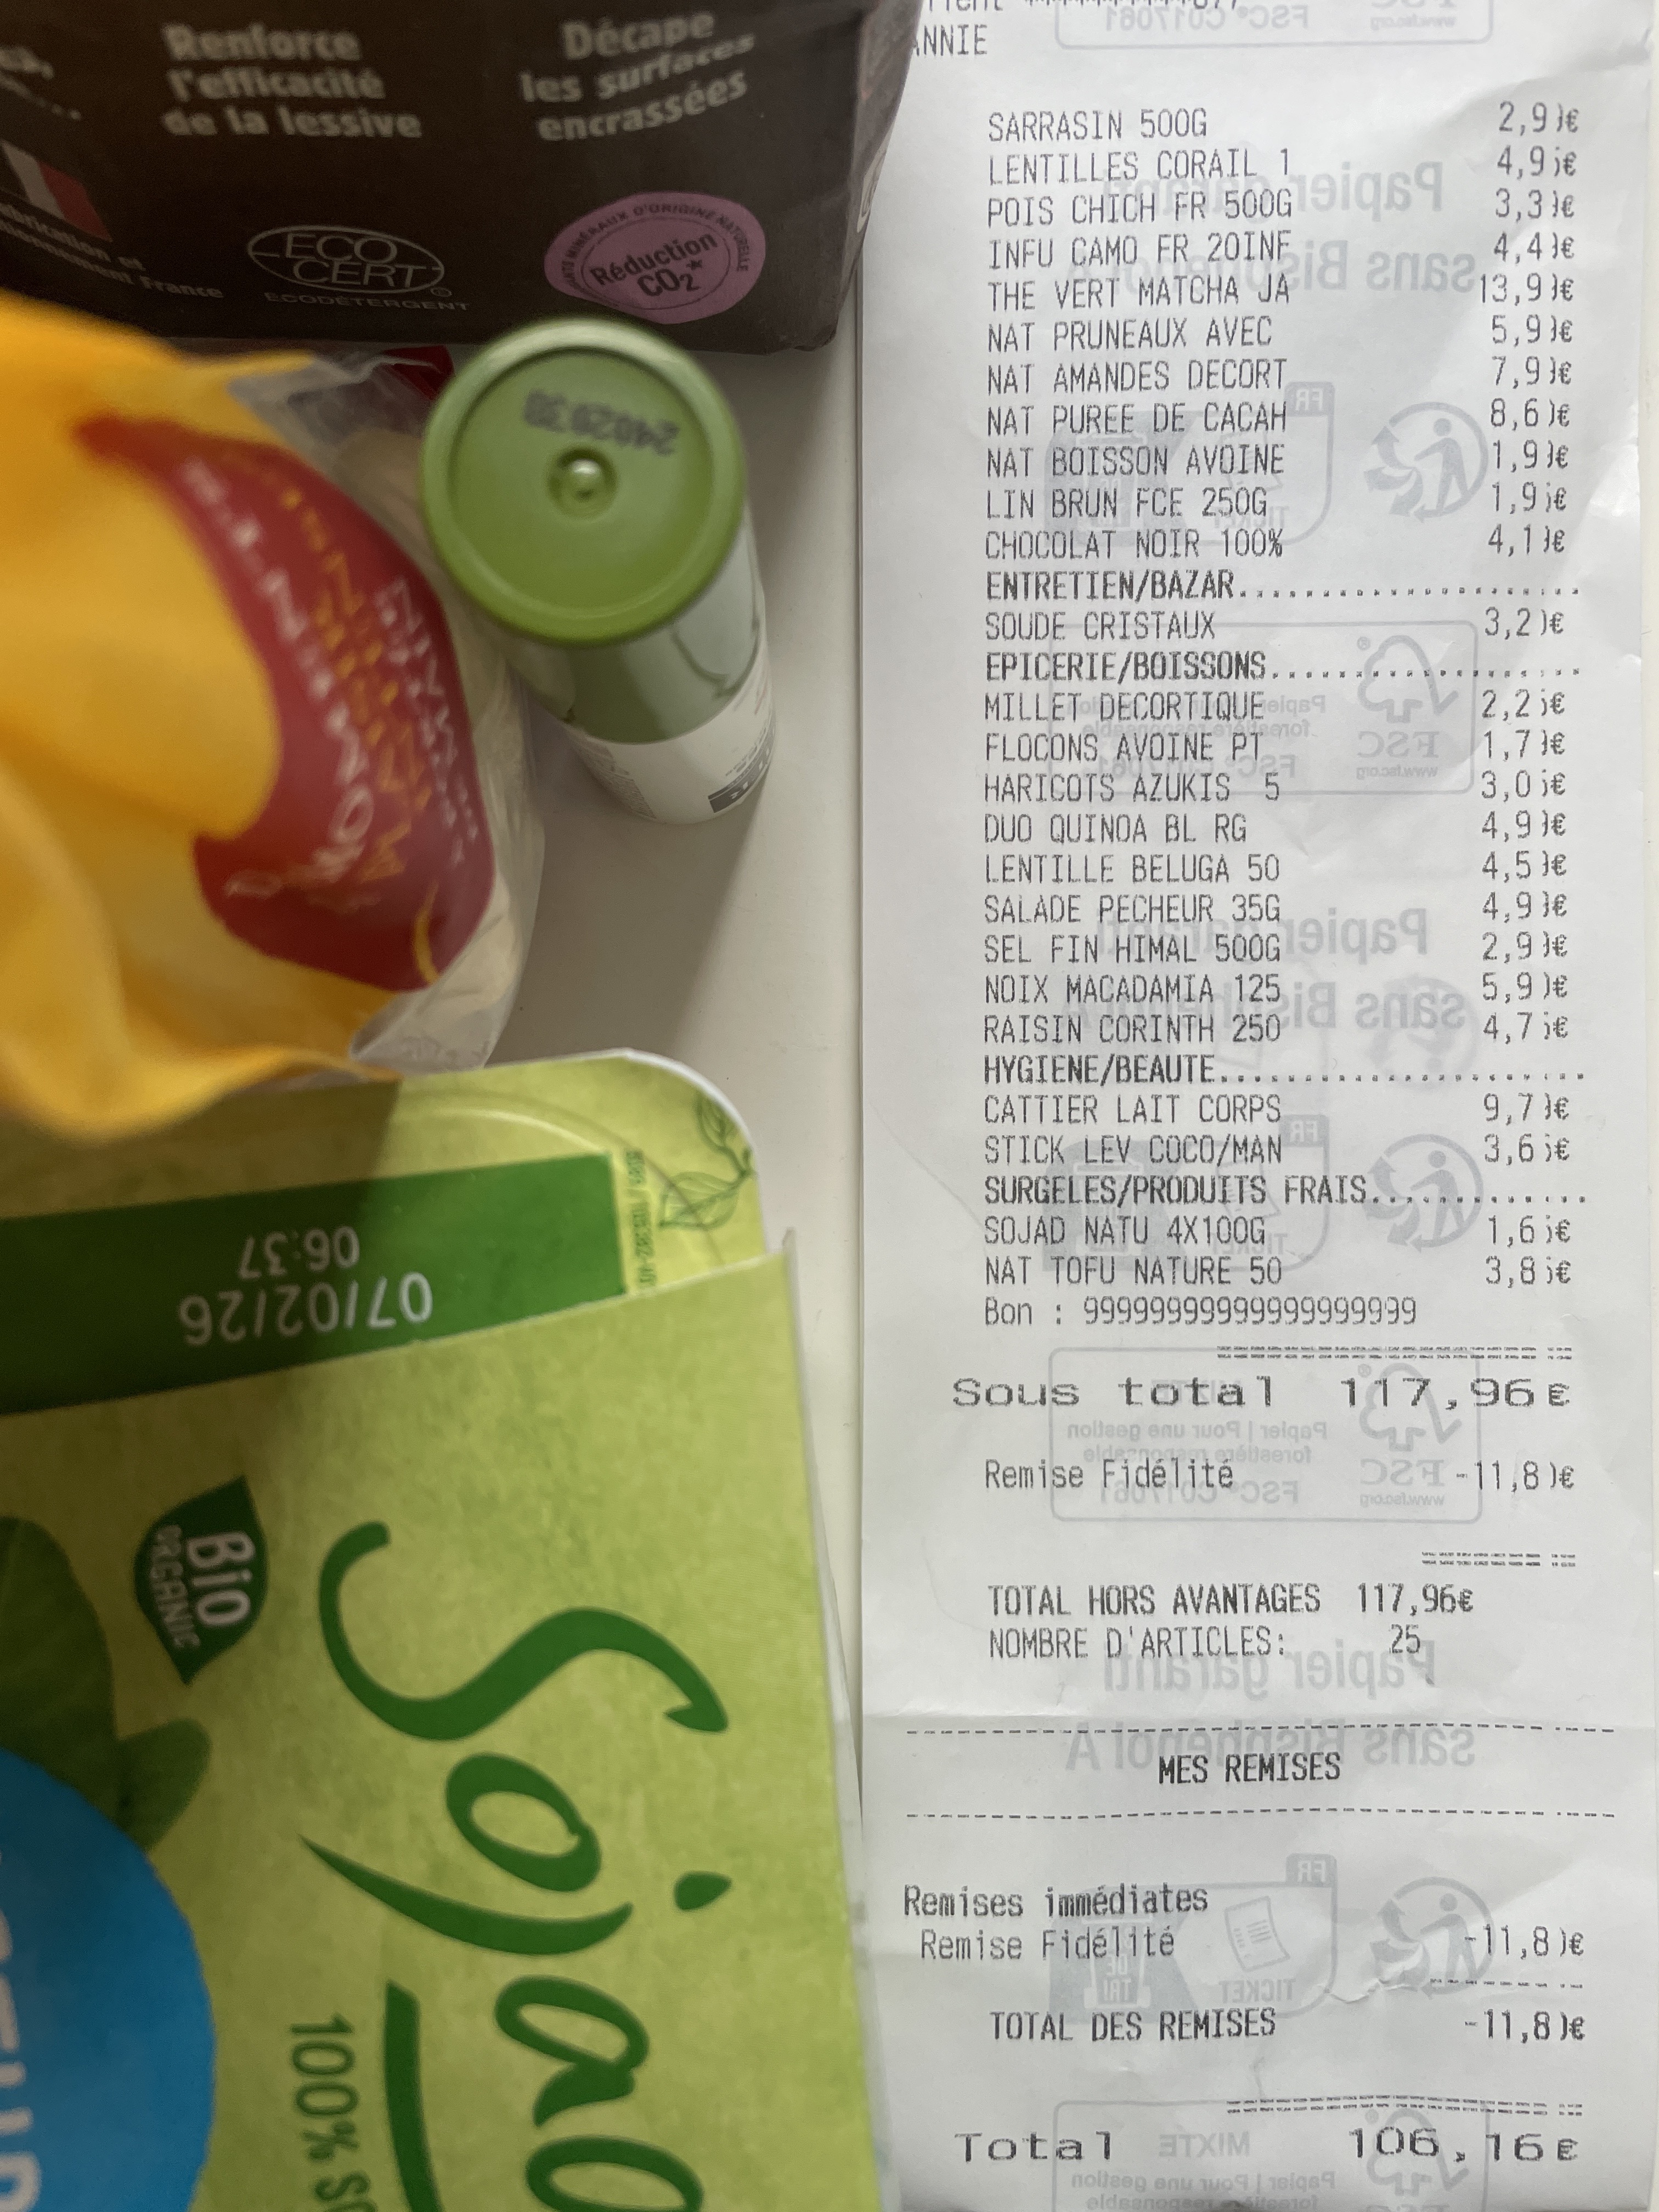 Renforce
l'efficacité
de la lessive
Décape
les surfaces
encrassées
ECO
CERT
ECODÉTERGENT
MINÉRAUX D'ORIGINE NATURELLE
Réduction
CO2*
France
07/02/26
06:37
Bio
ORGANIC
Soja
100%
ANNIE
SARRASIN 500G 2,9
LENTILLES CORAIL 1 4,9
POIS CHICH FR 500G 3,3
INFU CAMO FR 20INF 4,4
THE VERT MATCHA JA 13,9
NAT PRUNEAUX AVEC 5,9
NAT AMANDES DECORT 7,9
NAT PUREE DE CACAH 8,6
NAT BOISSON AVOINE 1,9
LIN BRUN FCE 250G 1,9
CHOCOLAT NOIR 100% 4,1
ENTRETIEN/BAZAR......................
SOUDE CRISTAUX 3,2
EPICERIE/BOISSONS....................
MILLET DECORTIQUE 2,2
FLOCONS AVOINE PT 1,7
HARICOTS AZUKIS 5 3,0
DUO QUINOA BL RG 4,9
LENTILLE BELUGA 50 4,5
SALADE PECHEUR 35G 4,9
SEL FIN HIMAL 500G 2,9
NOIX MACADAMIA 125 5,9
RAISIN CORINTH 250 4,7
HYGIENE/BEAUTE.......................
CATTIER LAIT CORPS 9,7
STICK LEV COCO/MAN 3,6
SURGELES/PRODUITS FRAIS..............
SOJAD NATU 4X100G 1,6
NAT TOFU NATURE 50 3,8
Bon : 99999999999999999999
Sous total 117,96€
Remise Fidélité -11,8
TOTAL HORS AVANTAGES 117,96€
NOMBRE D'ARTICLES: 25
MES REMISES
Remises immédiates
Remise Fidélité -11,8
TOTAL DES REMISES -11,8
Total 106,16€